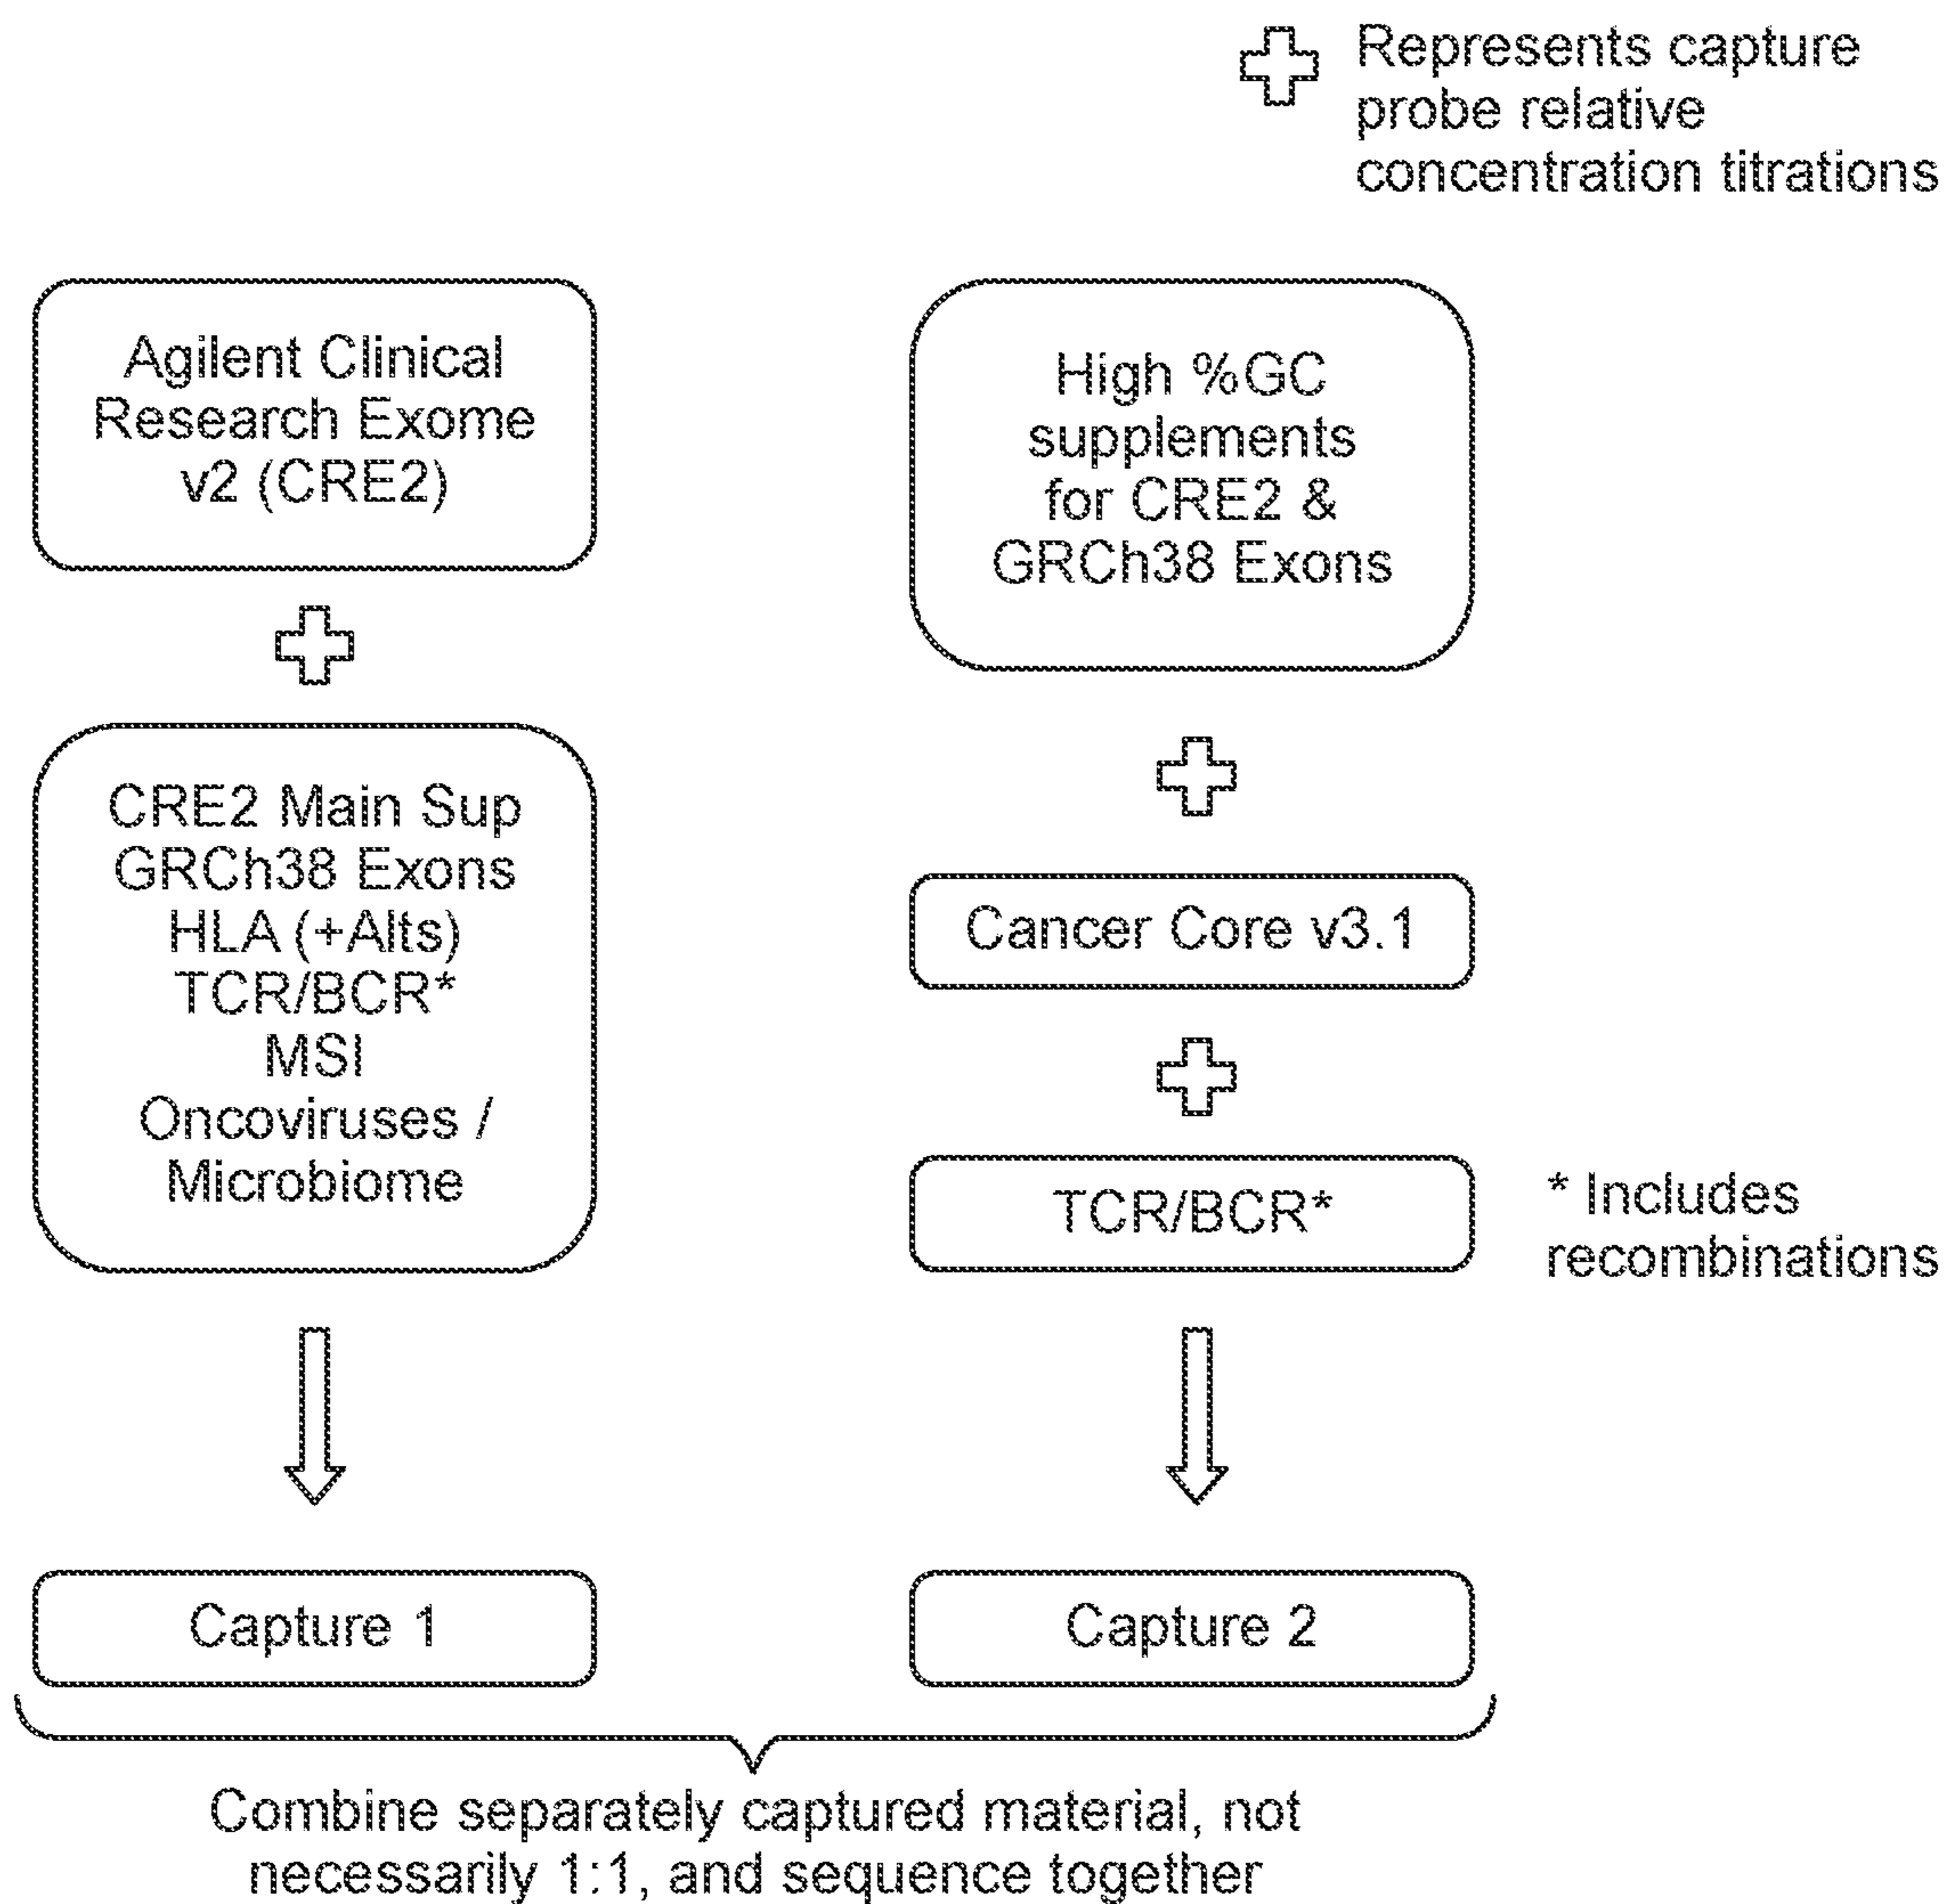 Represents capture
probe relative
concentration titrations
Agilent Clinical
Research Exome
v2 (CRE2)
CRE2 Main Sup
GRCh38 Exons
HLA (+Alts)
TCR/BCR*
MSI
Oncoviruses /
Microbiome
High %GC
supplements
for CRE2 &
GRCh38 Exons
Cancer Core v3.1
TCR/BCR*
* Includes
recombinations
Capture 1
Capture 2
Combine separately captured material, not
necessarily 1:1, and sequence together